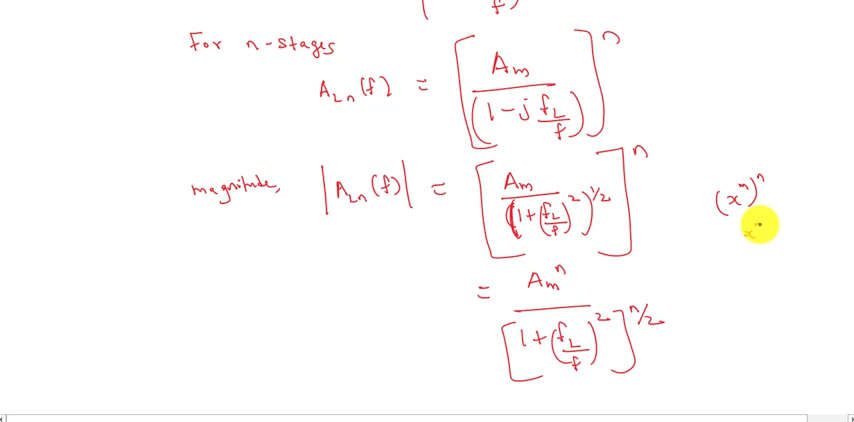 f
For n-stages
A_Ln(f) = [A_m / (1 - j f_L/f)]^n
magnitude, |A_Ln(f)| = [A_m / (1 + (f_L/f)^2)^1/2]^n
(x^m)^n
x
= A_m^n / [1 + (f_L/f)^2]^n/2